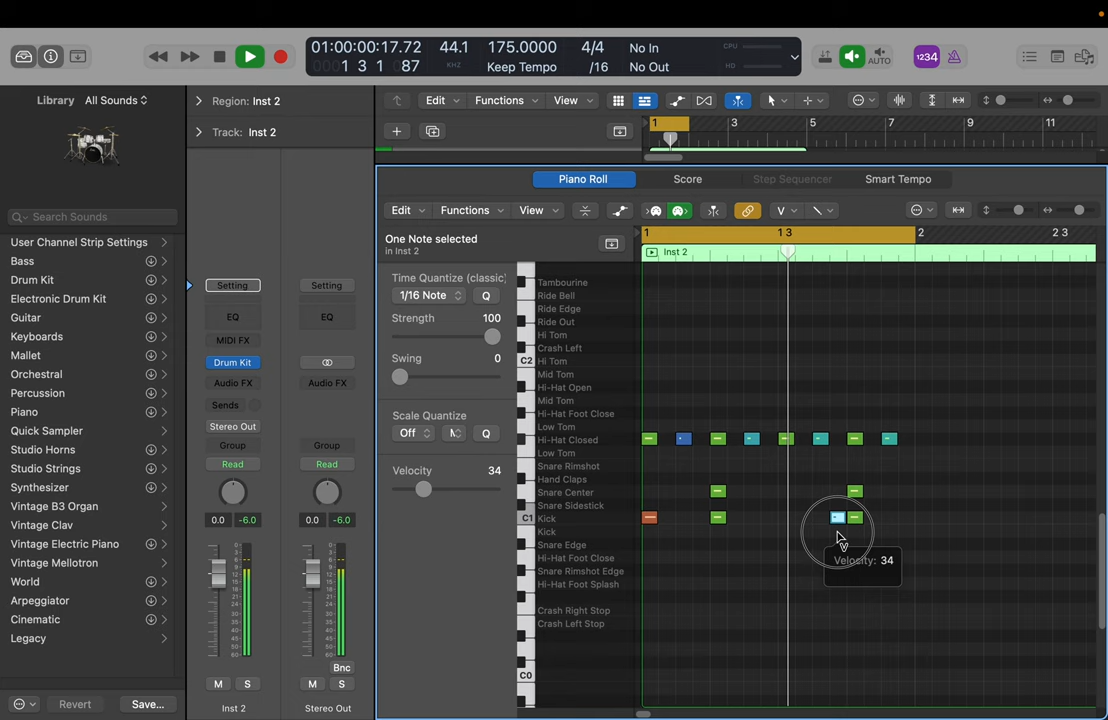 01:00:00:17.72
0001 3 1 087
44.1
KHZ
175.0000
Keep Tempo
4/4
/16
No In
No Out
CPU
HD
AUTO
1234
Library
All Sounds
Search Sounds
User Channel Strip Settings
Bass
Drum Kit
Electronic Drum Kit
Guitar
Keyboards
Mallet
Orchestral
Percussion
Piano
Quick Sampler
Studio Horns
Studio Strings
Synthesizer
Vintage B3 Organ
Vintage Clav
Vintage Electric Piano
Vintage Mellotron
World
Arpeggiator
Cinematic
Legacy
Revert
Save...
Region: Inst 2
Track: Inst 2
Setting
Setting
EQ
EQ
MIDI FX
Drum Kit
Audio FX
Audio FX
Sends
Stereo Out
Group
Group
Read
Read
0.0
-6.0
0.0
-6.0
Bnc
M
S
M
S
Inst 2
Stereo Out
Edit
Functions
View
1
3
5
7
9
11
Piano Roll
Score
Step Sequencer
Smart Tempo
Edit
Functions
View
One Note selected
in Inst 2
1
1 3
2
2 3
Inst 2
Time Quantize (classic)
1/16 Note
Q
Strength
100
Swing
0
Scale Quantize
Off
Q
Velocity
34
Tambourine
Ride Bell
Ride Edge
Ride Out
Hi Tom
Crash Left
C2
Hi Tom
Mid Tom
Hi-Hat Open
Mid Tom
Hi-Hat Foot Close
Low Tom
Hi-Hat Closed
Low Tom
Snare Rimshot
Hand Claps
Snare Center
Snare Sidestick
C1
Kick
Kick
Snare Edge
Hi-Hat Foot Close
Snare Rimshot Edge
Hi-Hat Foot Splash
Crash Right Stop
Crash Left Stop
C0
Velocity: 34